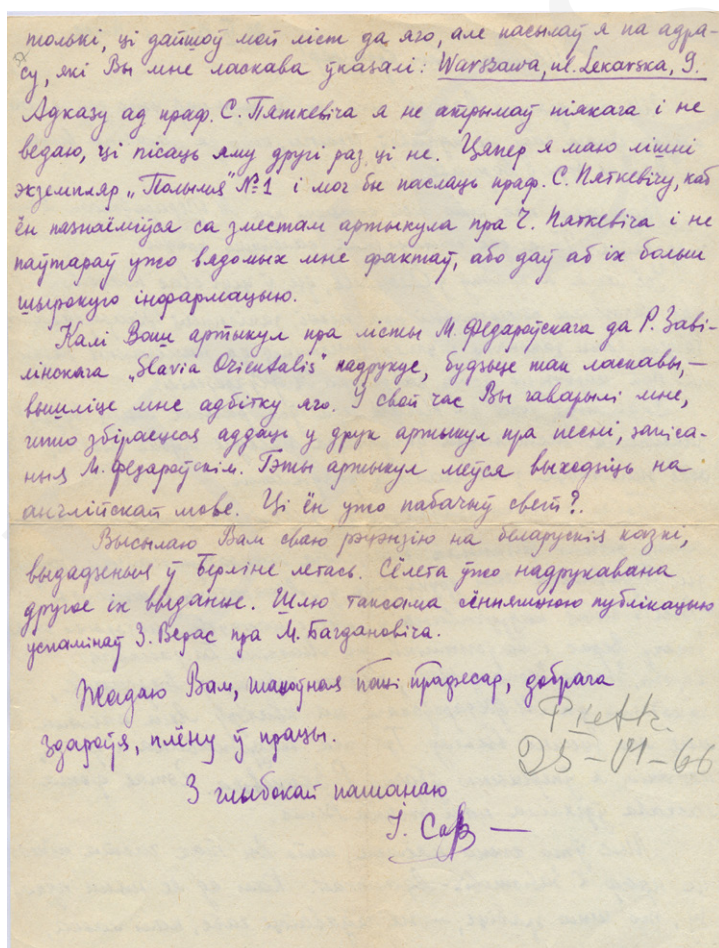 толькі, ці дайшоў мой ліст да яго, але насылаў я па адра-
су, які Вы мне ласкава ўказалі: Warszawa, ul. Lekarska, 9.
Адказу ад праф. С. Пяткевіча я не атрымаў ніякага і не
ведаю, ці пісаць яму другі раз ці не. Цяпер я маю лішні
экземпляр „Полымя" №1 і мог бы паслаць праф. С. Пяткевічу, каб
ён пазнаёміўся са зместам артыкула пра Ч. Пяткевіча і не
паўтараў ужо вядомых мне фактаў, або даў аб іх больш
шырокую інфармацыю.
Калі Ваш артыкул пра лісты М. Федароўскага да Р. Заві-
лінскага „Slavia Orientalis" надрукуе, будзьце так ласкавы, —
вышліце мне адбітку яго. У свой час Вы гаварылі мне,
што збіраецеся аддаць у друк артыкул пра песні, запіса-
ныя М. Федароўскім. Гэты артыкул меўся выходзіць на
англійскай мове. Ці ён ужо пабачыў свет?.
Высылаю Вам сваю рэцэнзію на беларускія казкі,
выдадзеныя ў Берліне летась. Сёлета ўжо надрукавана
другое іх выданне. Шлю таксама сённяшнюю публікацыю
успамінаў З. Верас пра М. Багдановіча.
Жадаю Вам, шаноўная пані прафесар, добрага
здароўя, плёну ў працы.
25-VI-66
З глыбокай пашанаю
І. Сал